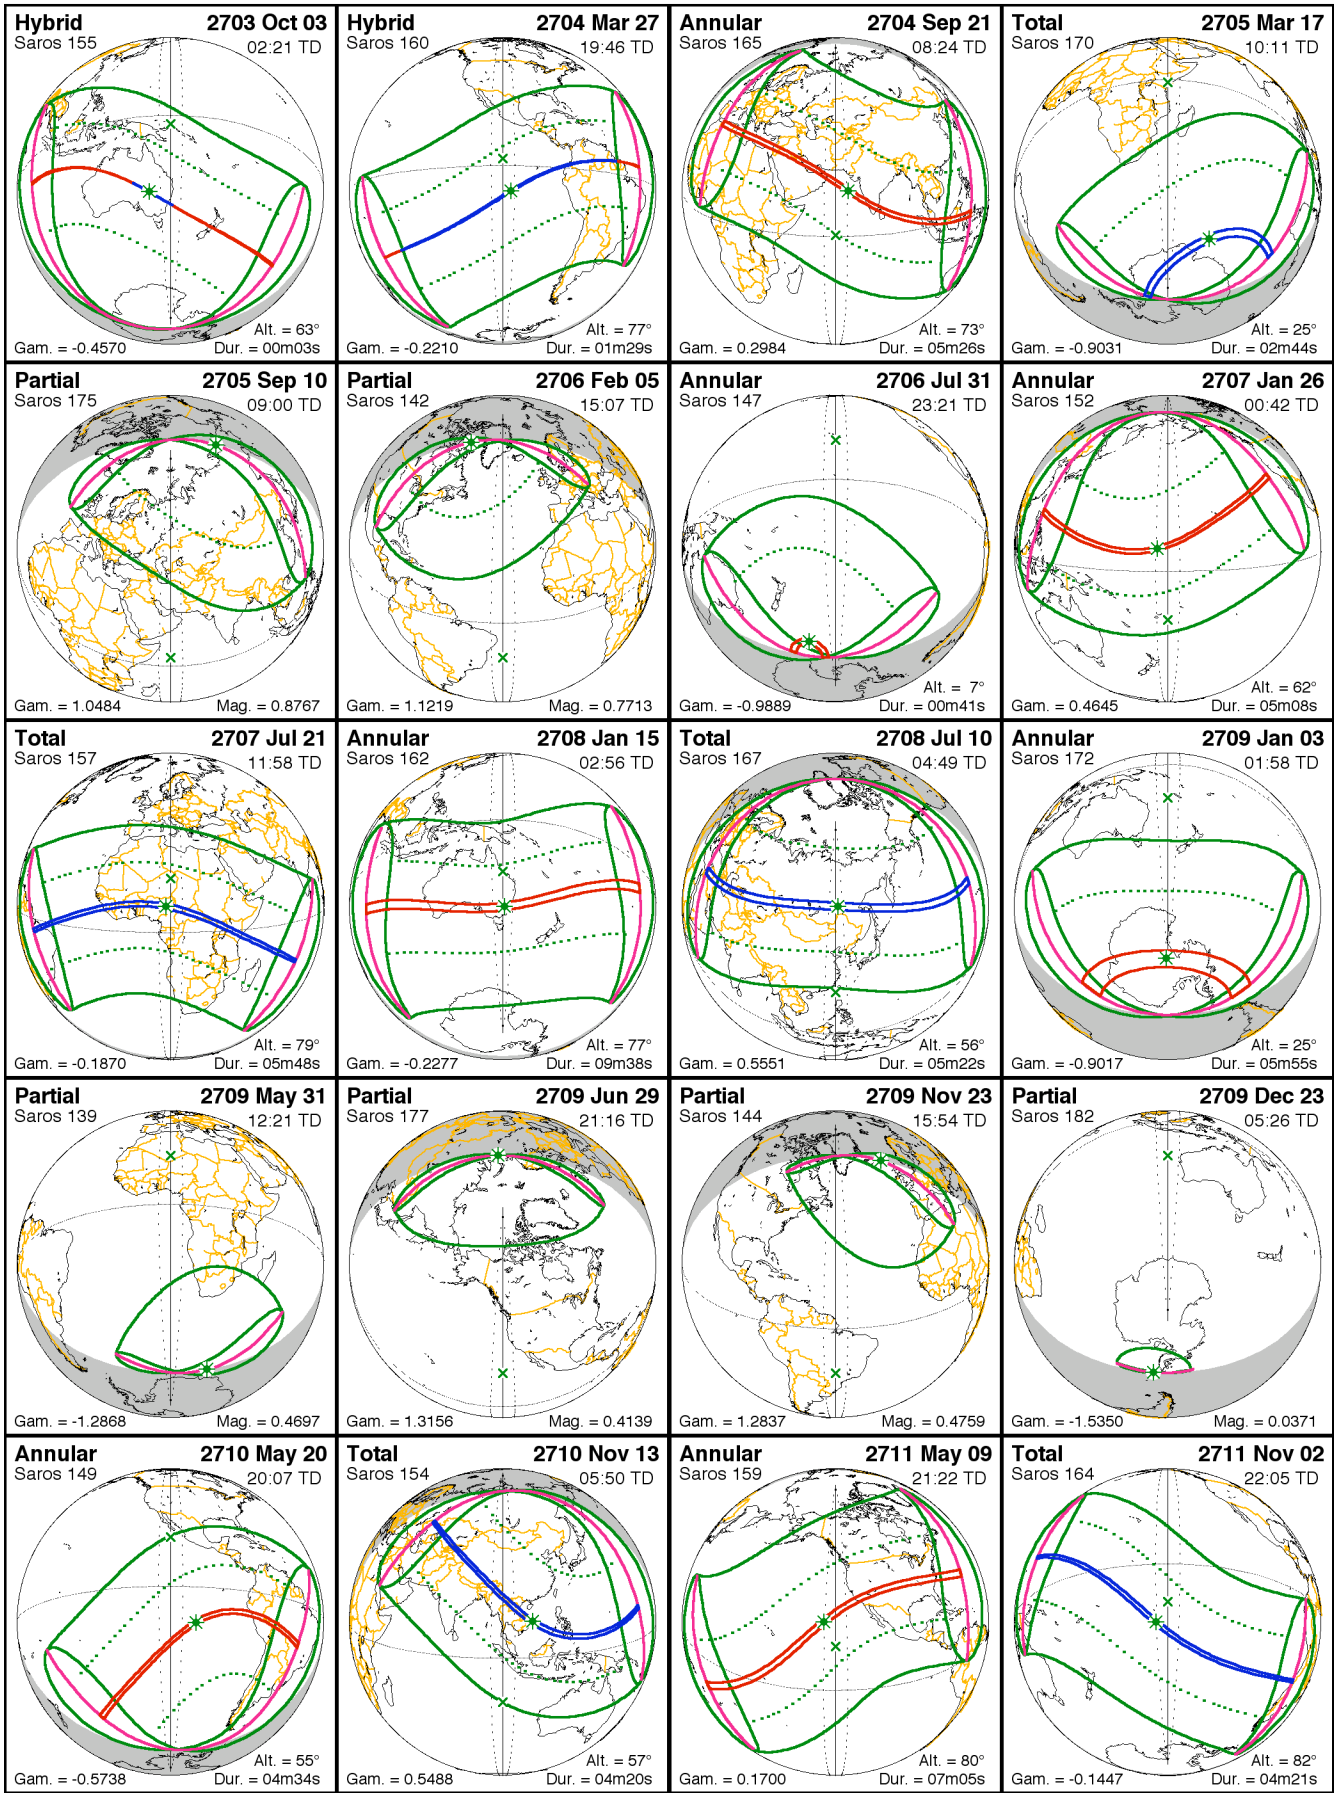 Hybrid 2703 Oct 03
Saros 155 02:21 TD
Alt. = 63°
Gam. = -0.4570 Dur. = 00m03s
Hybrid 2704 Mar 27
Saros 160 19:46 TD
Alt. = 77°
Gam. = -0.2210 Dur. = 01m29s
Annular 2704 Sep 21
Saros 165 08:24 TD
Alt. = 73°
Gam. = 0.2984 Dur. = 05m26s
Total 2705 Mar 17
Saros 170 10:11 TD
Alt. = 25°
Gam. = -0.9031 Dur. = 02m44s
Partial 2705 Sep 10
Saros 175 09:00 TD
Gam. = 1.0484 Mag. = 0.8767
Partial 2706 Feb 05
Saros 142 15:07 TD
Gam. = 1.1219 Mag. = 0.7713
Annular 2706 Jul 31
Saros 147 23:21 TD
Alt. = 7°
Gam. = -0.9889 Dur. = 00m41s
Annular 2707 Jan 26
Saros 152 00:42 TD
Alt. = 62°
Gam. = 0.4645 Dur. = 05m08s
Total 2707 Jul 21
Saros 157 11:58 TD
Alt. = 79°
Gam. = -0.1870 Dur. = 05m48s
Annular 2708 Jan 15
Saros 162 02:56 TD
Alt. = 77°
Gam. = -0.2277 Dur. = 09m38s
Total 2708 Jul 10
Saros 167 04:49 TD
Alt. = 56°
Gam. = 0.5551 Dur. = 05m22s
Annular 2709 Jan 03
Saros 172 01:58 TD
Alt. = 25°
Gam. = -0.9017 Dur. = 05m55s
Partial 2709 May 31
Saros 139 12:21 TD
Gam. = -1.2868 Mag. = 0.4697
Partial 2709 Jun 29
Saros 177 21:16 TD
Gam. = 1.3156 Mag. = 0.4139
Partial 2709 Nov 23
Saros 144 15:54 TD
Gam. = 1.2837 Mag. = 0.4759
Partial 2709 Dec 23
Saros 182 05:26 TD
Gam. = -1.5350 Mag. = 0.0371
Annular 2710 May 20
Saros 149 20:07 TD
Alt. = 55°
Gam. = -0.5738 Dur. = 04m34s
Total 2710 Nov 13
Saros 154 05:50 TD
Alt. = 57°
Gam. = 0.5488 Dur. = 04m20s
Annular 2711 May 09
Saros 159 21:22 TD
Alt. = 80°
Gam. = 0.1700 Dur. = 07m05s
Total 2711 Nov 02
Saros 164 22:05 TD
Alt. = 82°
Gam. = -0.1447 Dur. = 04m21s